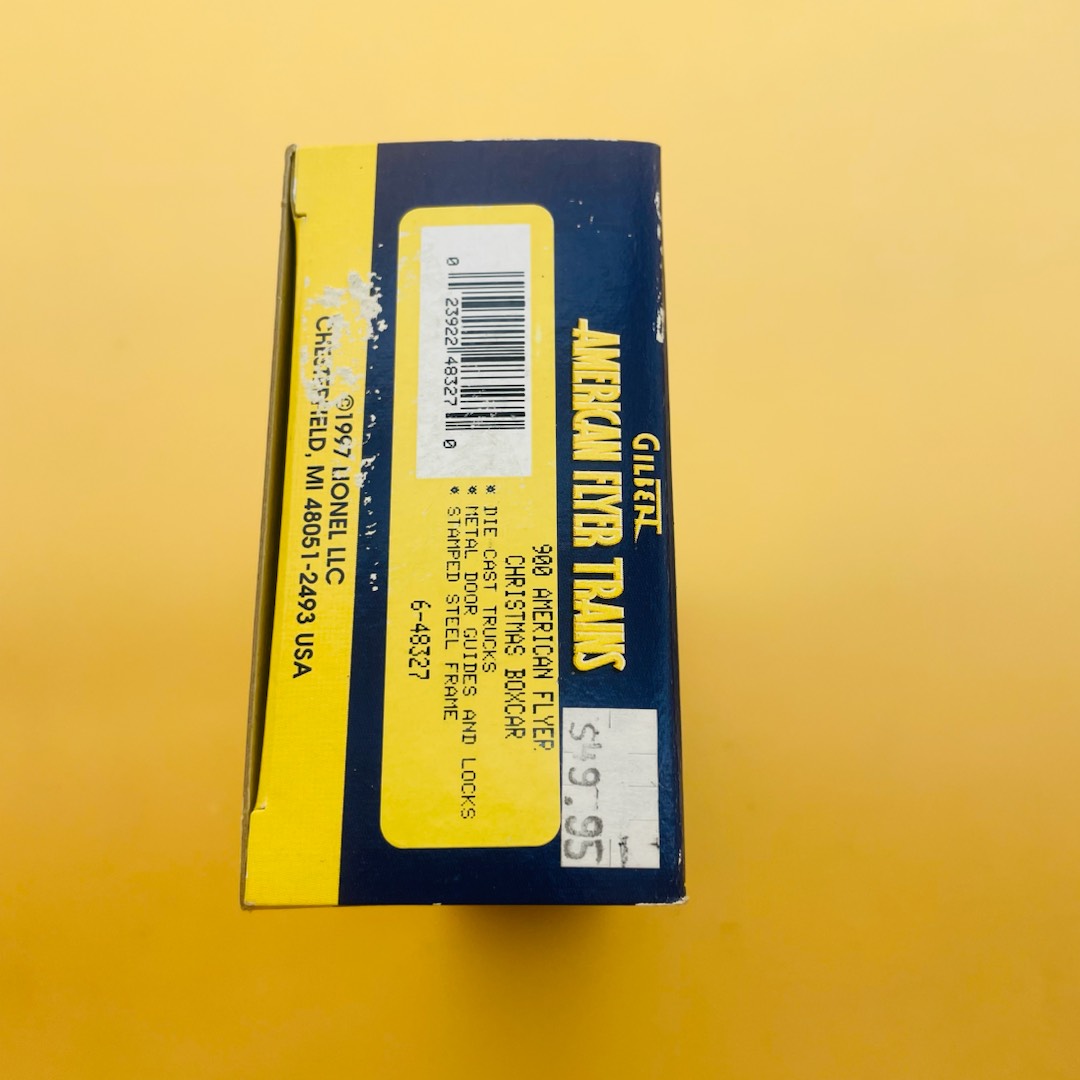 GILBERT
AMERICAN FLYER TRAINS
$49.95
900 AMERICAN FLYER
CHRISTMAS BOXCAR
* DIE-CAST TRUCKS
* METAL DOOR GUIDES AND LOCKS
* STAMPED STEEL FRAME
6-48327
0 23922 48327 0
©1997 LIONEL LLC
CHESTERFIELD, MI 48051-2493 USA